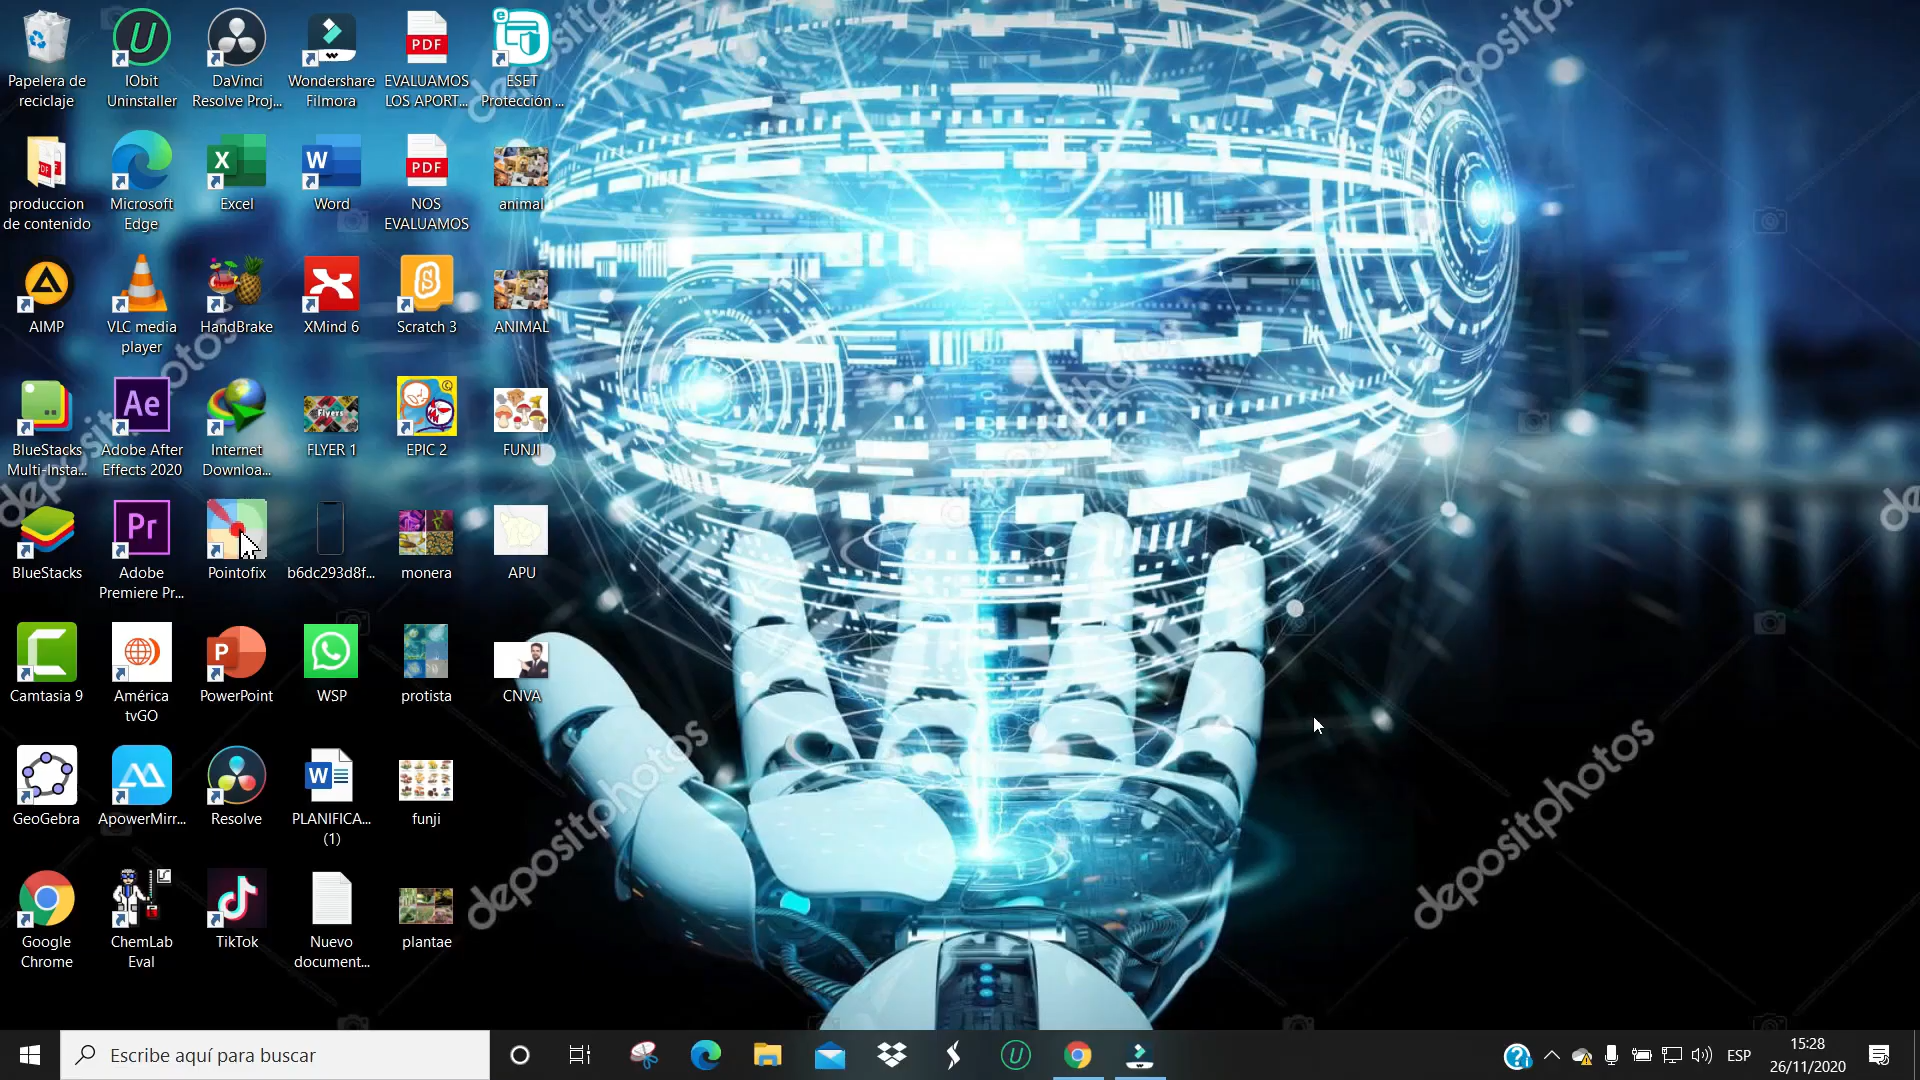 Papelera de
reciclaje
IObit
Uninstaller
DaVinci
Resolve Proj...
Wondershare
Filmora
PDF
EVALUAMOS
LOS APORT...
ESET
Protección ...
produccion
de contenido
Microsoft
Edge
Excel
Word
PDF
NOS
EVALUAMOS
animal
AIMP
VLC media
player
HandBrake
XMind 6
Scratch 3
ANIMAL
BlueStacks
Multi-Insta...
Ae
Adobe After
Effects 2020
Internet
Downloa...
Flyers
FLYER 1
EPIC 2
FUNJI
BlueStacks
Pr
Adobe
Premiere Pr...
Pointofix
b6dc293d8f...
monera
APU
Camtasia 9
América
tvGO
PowerPoint
WSP
protista
CNVA
GeoGebra
ApowerMirr...
Resolve
PLANIFICA...
(1)
funji
Google
Chrome
ChemLab
Eval
TikTok
Nuevo
document...
plantae
depositphotos
depositphotos
Escribe aquí para buscar
ESP
15:28
26/11/2020